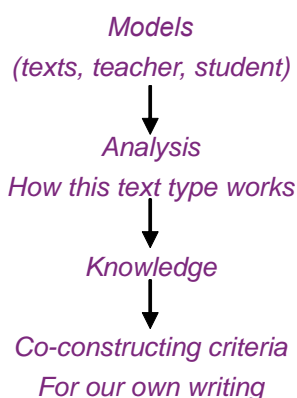 Models
(texts, teacher, student)
Analysis
How this text type works
Knowledge
Co-constructing criteria
For our own writing